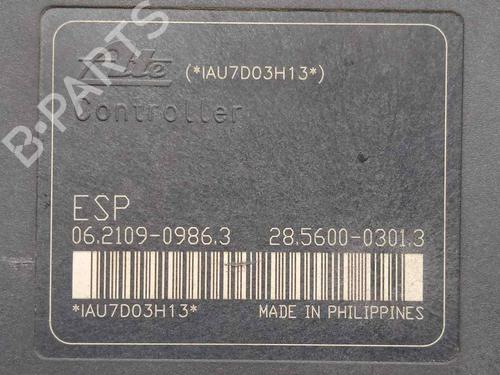 B-PARTS
Ate (*IAU7D03H13*)
Controller
ESP
06.2109-0986.3 28.5600-0301.3
*IAU7D03H13* MADE IN PHILIPPINES